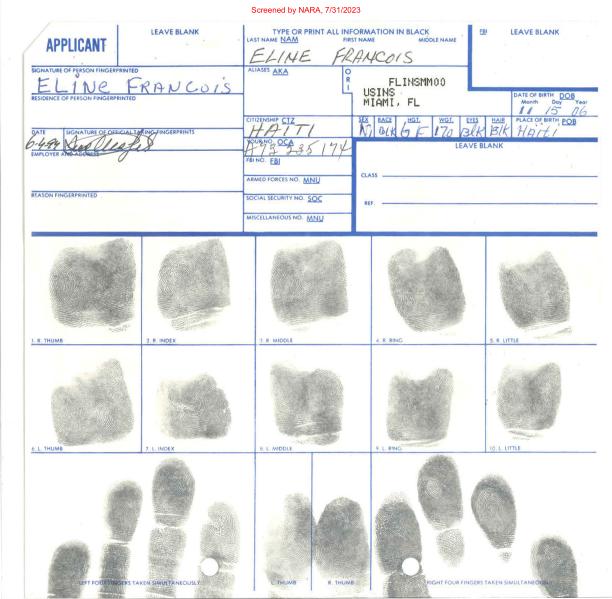 Screened by NARA, 7/31/2023
APPLICANT
LEAVE BLANK
TYPE OR PRINT ALL INFORMATION IN BLACK
LAST NAME NAM FIRST NAME MIDDLE NAME
FBI LEAVE BLANK
ELINE FRANCOIS
SIGNATURE OF PERSON FINGERPRINTED
ELINE FRANCOIS
ALIASES AKA
ORI
FLINSMM00
USINS
MIAMI, FL
RESIDENCE OF PERSON FINGERPRINTED
DATE OF BIRTH DOB
Month Day Year
11 15 06
CITIZENSHIP CTZ
HAITI
SEX RACE HGT. WGT. EYES HAIR PLACE OF BIRTH POB
BLK 170 BLK BLK HAITI
DATE SIGNATURE OF OFFICIAL TAKING FINGERPRINTS
YOUR NO. OCA
A72 235 174
LEAVE BLANK
EMPLOYER AND ADDRESS
FBI NO. FBI
CLASS
ARMED FORCES NO. MNU
REASON FINGERPRINTED
SOCIAL SECURITY NO. SOC
REF.
MISCELLANEOUS NO. MNU
1. R. THUMB 2. R. INDEX 3. R. MIDDLE 4. R. RING 5. R. LITTLE
6. L. THUMB 7. L. INDEX 8. L. MIDDLE 9. L. RING 10. L. LITTLE
LEFT FOUR FINGERS TAKEN SIMULTANEOUSLY L. THUMB R. THUMB RIGHT FOUR FINGERS TAKEN SIMULTANEOUSLY